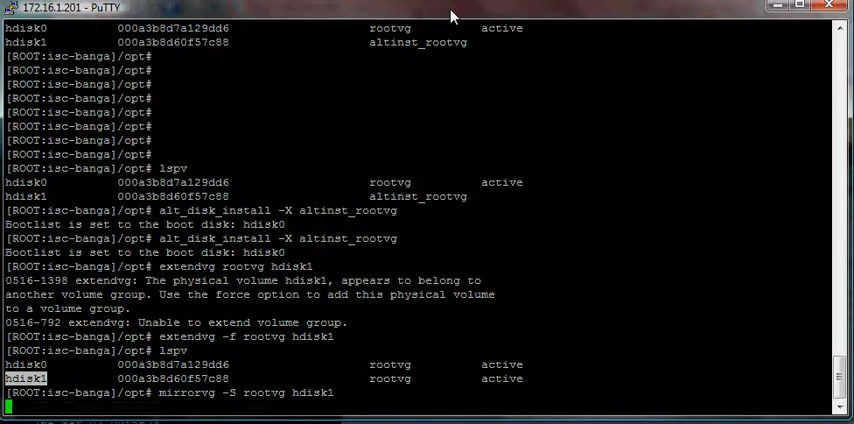 172.16.1.201 - PuTTY
hdisk0 000a3b8d7a129dd6 rootvg active
hdisk1 000a3b8d60f57c88 altinst_rootvg
[ROOT:isc-banga]/opt#
[ROOT:isc-banga]/opt#
[ROOT:isc-banga]/opt#
[ROOT:isc-banga]/opt#
[ROOT:isc-banga]/opt#
[ROOT:isc-banga]/opt#
[ROOT:isc-banga]/opt#
[ROOT:isc-banga]/opt#
[ROOT:isc-banga]/opt# lspv
hdisk0 000a3b8d7a129dd6 rootvg active
hdisk1 000a3b8d60f57c88 altinst_rootvg
[ROOT:isc-banga]/opt# alt_disk_install -X altinst_rootvg
Bootlist is set to the boot disk: hdisk0
[ROOT:isc-banga]/opt# alt_disk_install -X altinst_rootvg
Bootlist is set to the boot disk: hdisk0
[ROOT:isc-banga]/opt# extendvg rootvg hdisk1
0516-1398 extendvg: The physical volume hdisk1, appears to belong to
another volume group. Use the force option to add this physical volume
to a volume group.
0516-792 extendvg: Unable to extend volume group.
[ROOT:isc-banga]/opt# extendvg -f rootvg hdisk1
[ROOT:isc-banga]/opt# lspv
hdisk0 000a3b8d7a129dd6 rootvg active
hdisk1 000a3b8d60f57c88 rootvg active
[ROOT:isc-banga]/opt# mirrorvg -S rootvg hdisk1